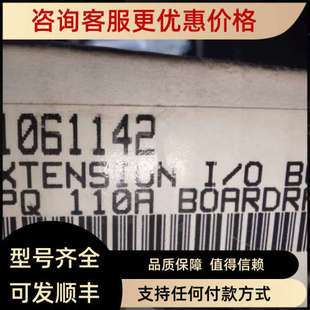 咨询客服更优惠价格
1061142
XTENSION I/O B
PQ 110A BOARDRA
型号齐全
可发顺丰
品质保障 值得信赖
支持任何付款方式